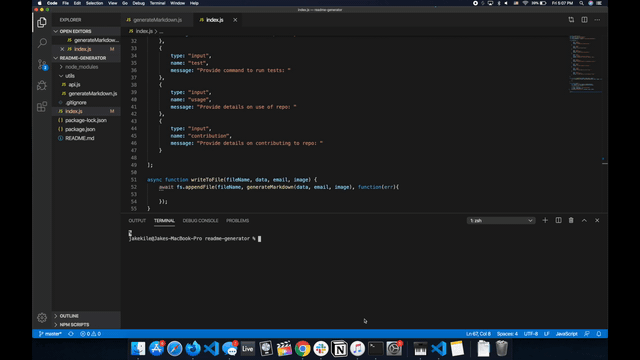 Code File Edit Selection View Go Debug Terminal Window Help
Fri 5:07 PM
index.js — readme-generator
EXPLORER
OPEN EDITORS
generateMarkdown...
index.js M
README-GENERATOR
node_modules
utils
api.js
generateMarkdown.js
.gitignore
index.js M
package-lock.json
package.json
README.md
OUTLINE
NPM SCRIPTS
generateMarkdown.js
index.js
index.js > ...
32 },
33 {
34 type: "input",
35 name: "test",
36 message: "Provide command to run tests: "
37 },
38 {
39 type: "input",
40 name: "usage",
41 message: "Provide details on use of repo: "
42 },
43 {
44 type: "input",
45 name: "contribution",
46 message: "Provide details on contributing to repo: "
47 }
48
49 ];
50
51 async function writeToFile(fileName, data, email, image) {
52 await fs.appendFile(fileName, generateMarkdown(data, email, image), function(err){
53
54 });
55 }
OUTPUT TERMINAL DEBUG CONSOLE PROBLEMS
1: zsh
jakekile@Jakes-MacBook-Pro readme-generator %
master* 0 0
Ln 67, Col 8 Spaces: 4 UTF-8 LF JavaScript
Live